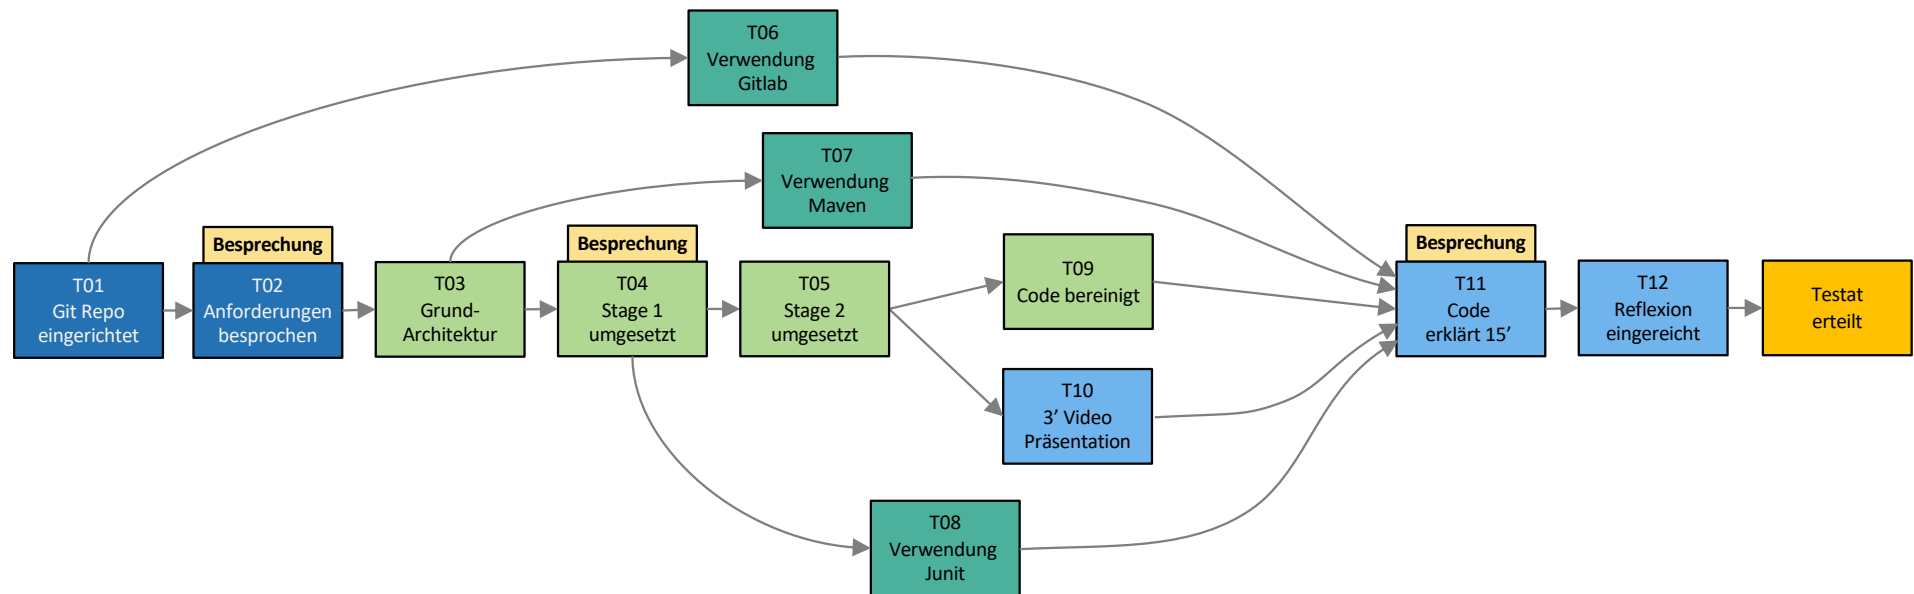 T06
Verwendung
Gitlab
T07
Verwendung
Maven
Besprechung
Besprechung
Besprechung
T01
Git Repo
eingerichtet
T02
Anforderungen
besprochen
T03
Grund-
Architektur
T04
Stage 1
umgesetzt
T05
Stage 2
umgesetzt
T09
Code bereinigt
T10
3’ Video
Präsentation
T11
Code
erklärt 15’
T12
Reflexion
eingereicht
Testat
erteilt
T08
Verwendung
Junit